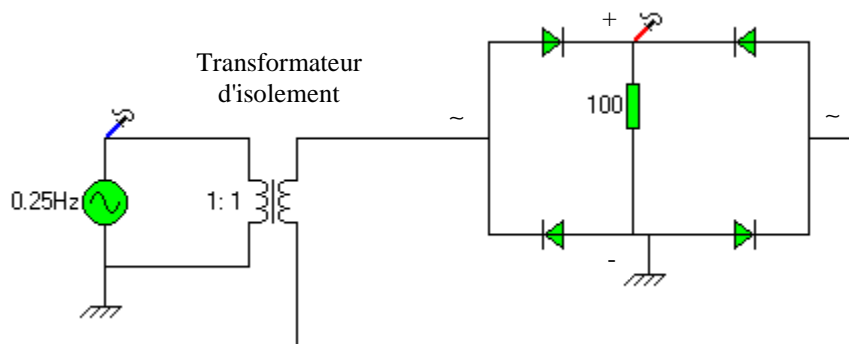 +
Transformateur
d'isolement
100
~
~
0.25Hz
1: 1
-